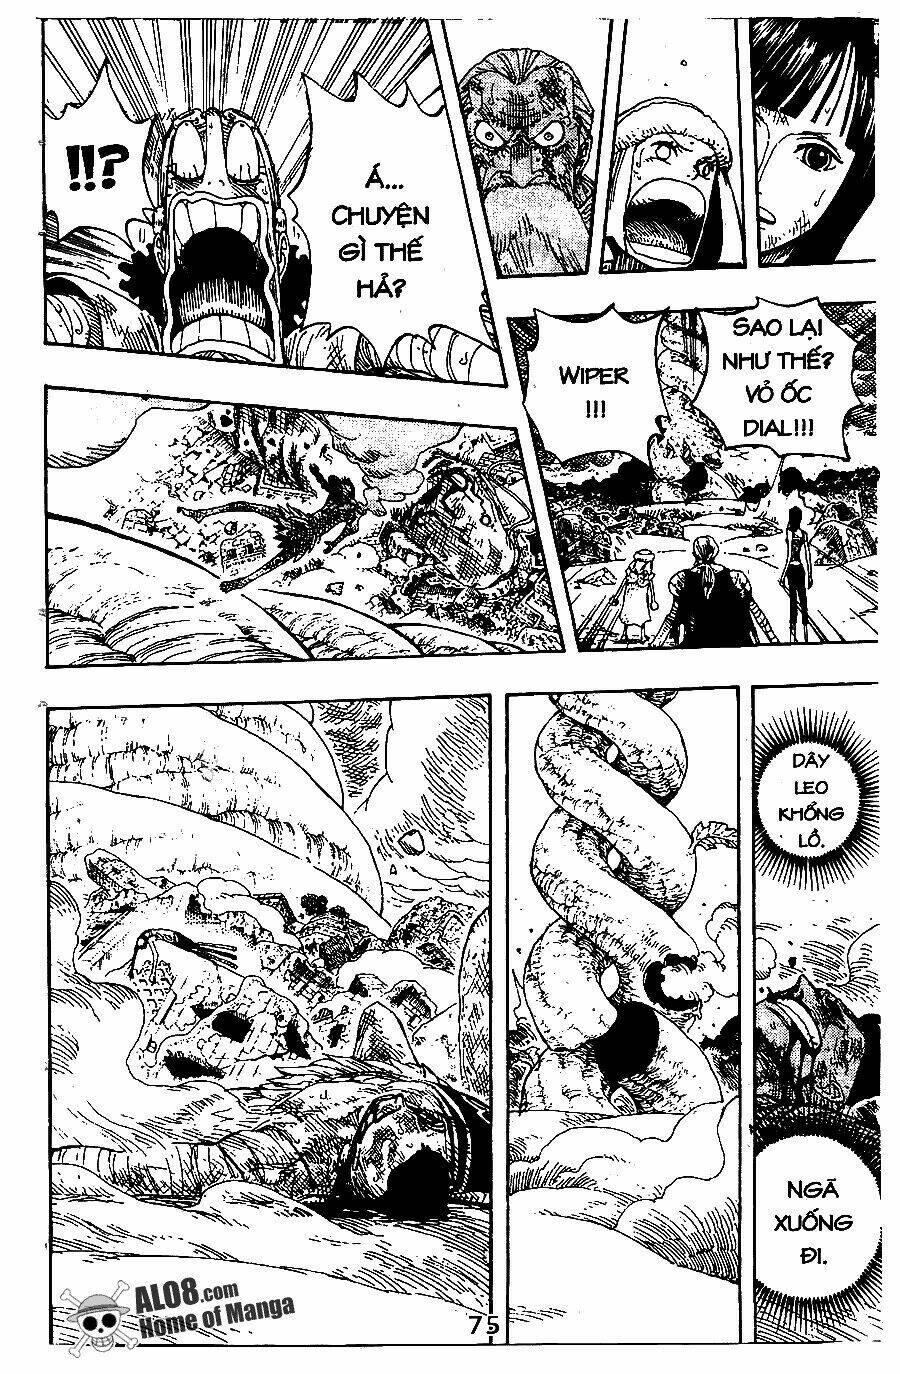 !!?
Á...
CHUYỆN
GÌ THẾ
HẢ?
WIPER
!!!
SAO LẠI
NHƯ THẾ?
VỎ ỐC
DIAL!!!
DÂY
LEO
KHỔNG
LỒ.
NGÃ
XUỐNG
ĐI.
AL08.com
Home of Manga
75